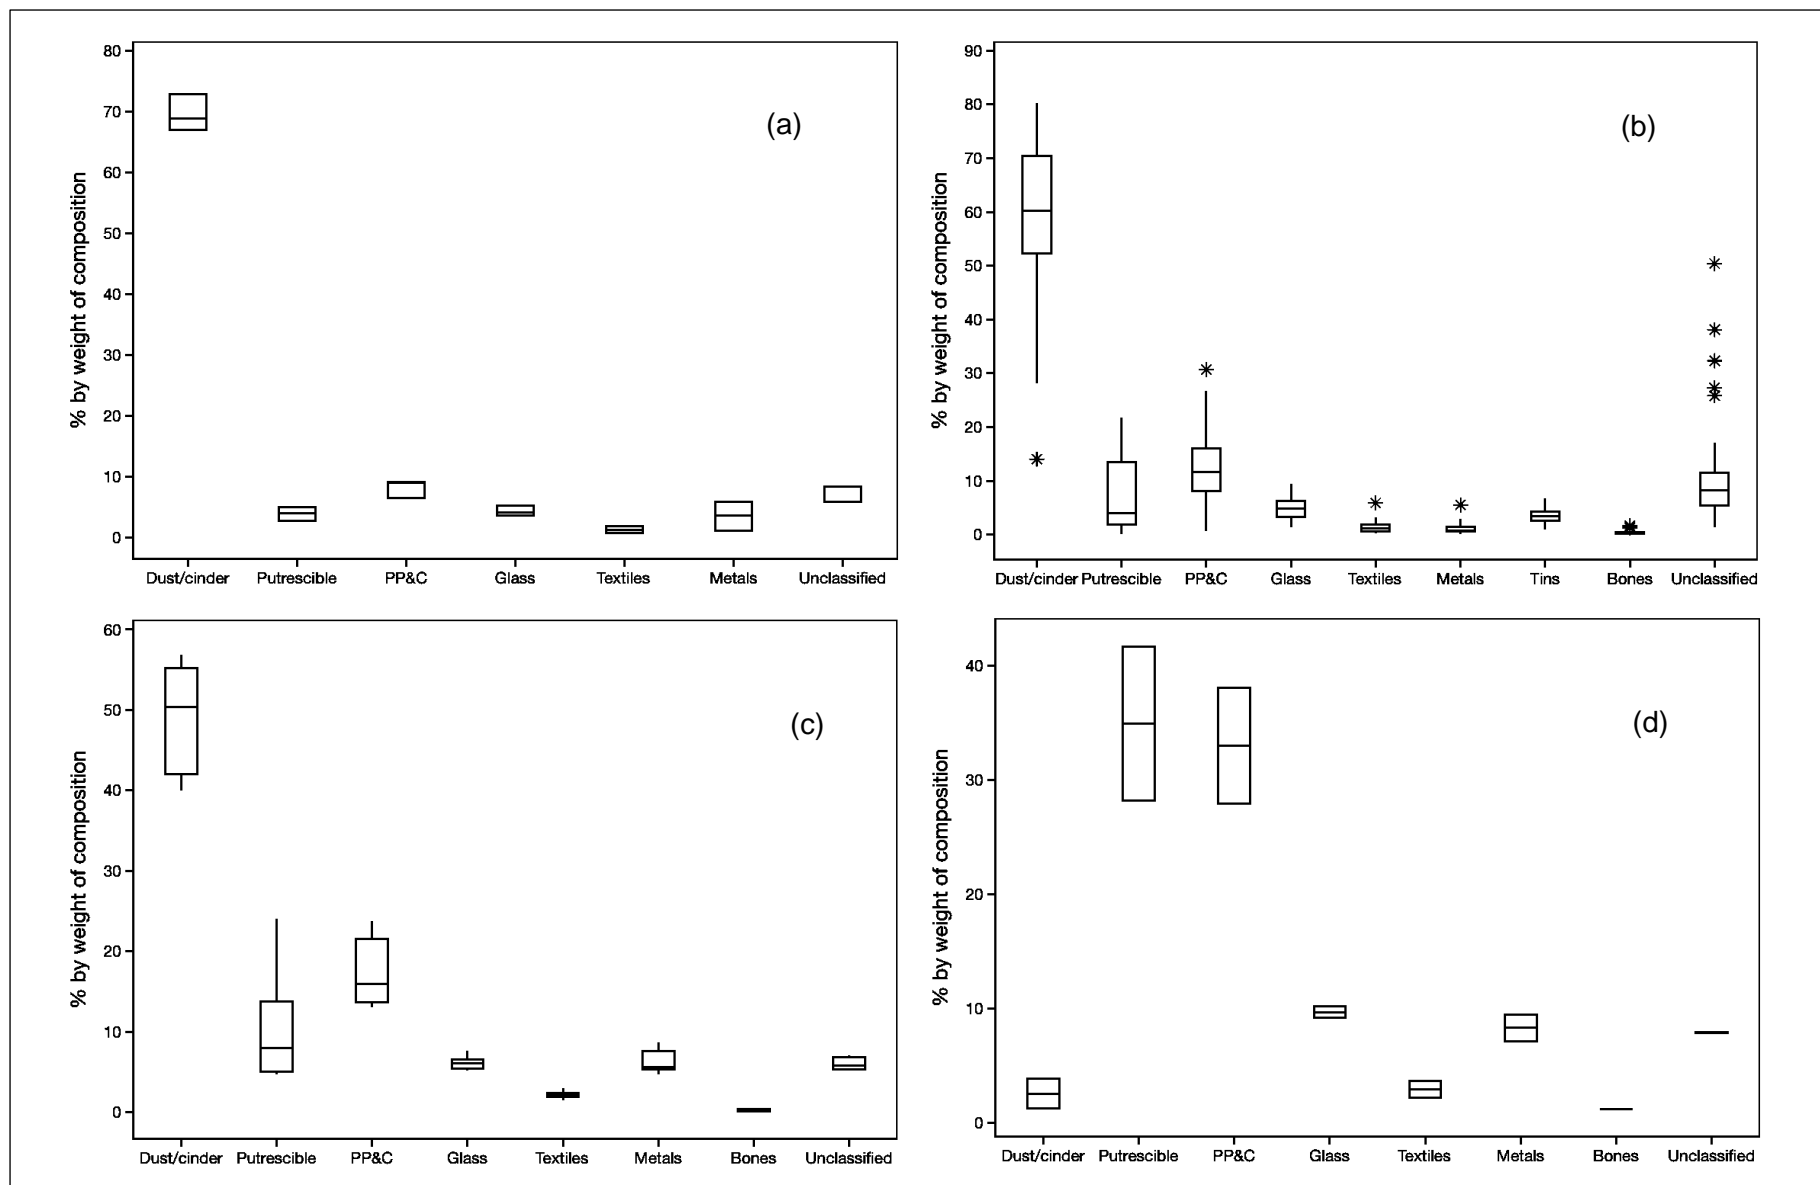 80
70
60
50
40
30
20
10
0
% by weight of composition
(a)
Dust/cinder Putrescible PP&C Glass Textiles Metals Unclassified
90
80
70
60
50
40
30
20
10
0
% by weight of composition
(b)
Dust/cinder Putrescible PP&C Glass Textiles Metals Tins Bones Unclassified
60
50
40
30
20
10
0
% by weight of composition
(c)
Dust/cinder Putrescible PP&C Glass Textiles Metals Bones Unclassified
40
30
20
10
0
% by weight of composition
(d)
Dust/cinder Putrescible PP&C Glass Textiles Metals Bones Unclassified